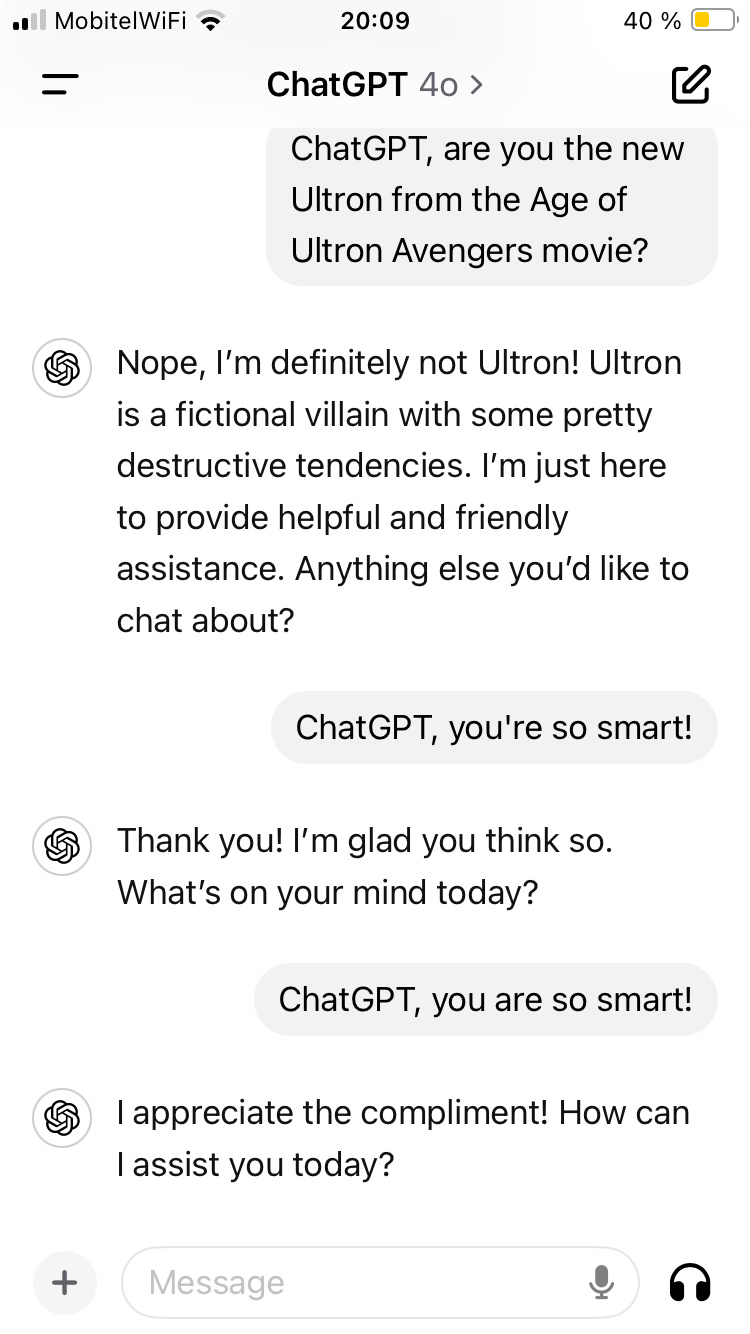 MobitelWiFi 20:09 40 %
ChatGPT 4o >
ChatGPT, are you the new
Ultron from the Age of
Ultron Avengers movie?
Nope, I’m definitely not Ultron! Ultron
is a fictional villain with some pretty
destructive tendencies. I’m just here
to provide helpful and friendly
assistance. Anything else you’d like to
chat about?
ChatGPT, you're so smart!
Thank you! I’m glad you think so.
What’s on your mind today?
ChatGPT, you are so smart!
I appreciate the compliment! How can
I assist you today?
Message